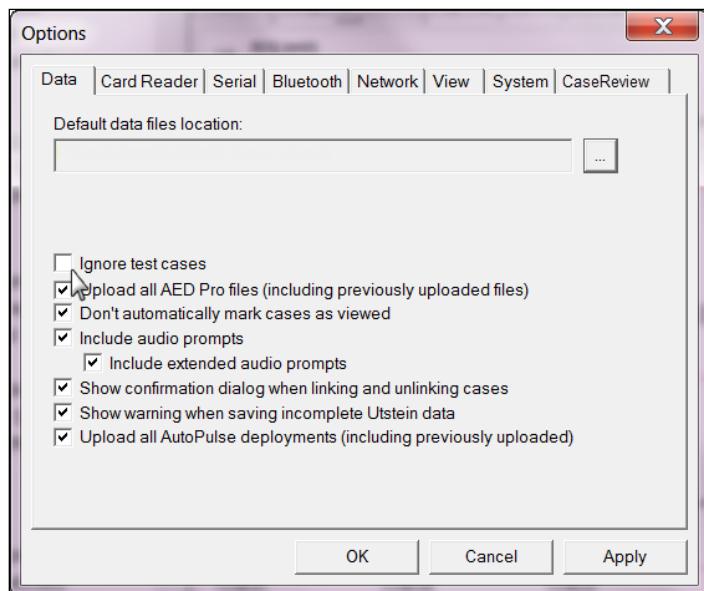 Options
Data Card Reader Serial Bluetooth Network View System CaseReview
Default data files location:
...
Ignore test cases
Upload all AED Pro files (including previously uploaded files)
Don't automatically mark cases as viewed
Include audio prompts
Include extended audio prompts
Show confirmation dialog when linking and unlinking cases
Show warning when saving incomplete Utstein data
Upload all AutoPulse deployments (including previously uploaded)
OK Cancel Apply